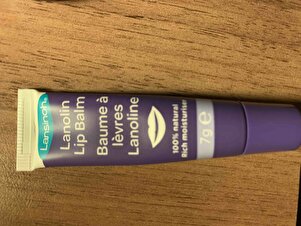 Lansinoh
Lanolin
Lip Balm
Baume à
lèvres
Lanoline
100% natural
Rich moisturiser
7g e